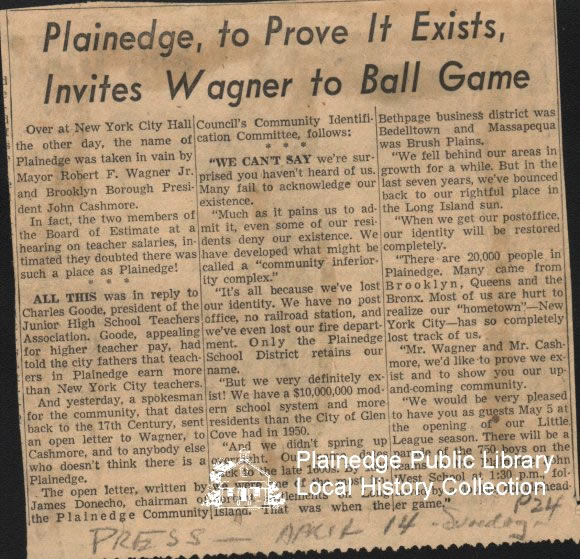 Plainedge, to Prove It Exists,
Invites Wagner to Ball Game
Over at New York City Hall
the other day, the name of
Plainedge was taken in vain by
Mayor Robert F. Wagner Jr.
and Brooklyn Borough Presi-
dent John Cashmore.
In fact, the two members of
the Board of Estimate at a
hearing on teacher salaries, in-
timated they doubted there was
such a place as Plainedge!
* * *
ALL THIS was in reply to
Charles Goode, president of the
Junior High School Teachers
Association. Goode, appealing
for higher teacher pay, had
told the city fathers that teach-
ers in Plainedge earn more
than New York City teachers.
And yesterday, a spokesman
for the community, that dates
back to the 17th Century, sent
an open letter to Wagner, to
Cashmore, and to anybody else
who doesn't think there is a
Plainedge.
The open letter, written by
James Donecho, chairman of
the Plainedge Community
Council's Community Identifi-
cation Committee, follows:
* * *
"WE CAN'T SAY we're sur-
prised you haven't heard of us.
Many fail to acknowledge our
existence.
"Much as it pains us to ad-
mit it, even some of our resi-
dents deny our existence. We
have developed what might be
called a "community inferior-
ity complex."
"It's all because we've lost
our identity. We have no post
office, no railroad station, and
we've even lost our fire depart-
ment. Only the Plainedge
School District retains our
name.
"But we very definitely ex-
ist! We have a $10,000,000 mod-
ern school system and more
residents than the City of Glen
Cove had in 1950.
"And we didn't spring up
back to the late 1600s
were the
Island. That was when the
Bethpage business district was
Bedelltown and Massapequa
was Brush Plains.
"We fell behind our areas in
growth for a while. But in the
last seven years, we've bounced
back to our rightful place in
the Long Island sun.
"When we get our postoffice,
our identity will be restored
completely.
"There are 20,000 people in
Plainedge. Many came from
Brooklyn, Queens and the
Bronx. Most of us are hurt to
realize our "hometown"—New
York City—has so completely
lost track of us.
"Mr. Wagner and Mr. Cash-
more, we'd like to prove we ex-
ist and to show you our up-
and-coming community.
"We would be very pleased
to have you as guests May 5 at
the opening of our Little
League season. There will be a
of the 750 boys on the
West School at 1:30 p.m.,
er game."
Plainedge Public Library
Local History Collection
PRESS — APRIL 14 - Sunday - P24